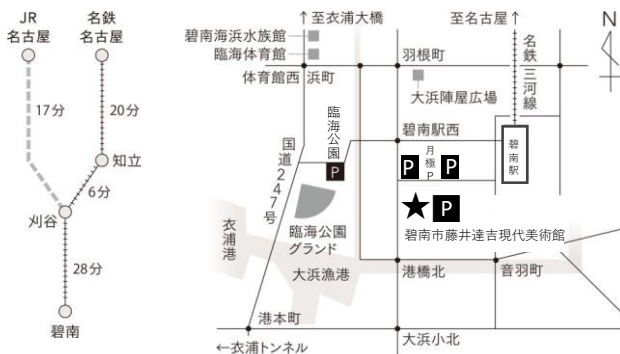 JR
名古屋
名鉄
名古屋
17分
20分
知立
6分
刈谷
28分
碧南
↑至衣浦大橋
至名古屋↑
N
碧南海浜水族館
臨海体育館
羽根町
体育館西
浜町
大浜陣屋広場
名鉄三河線
臨海公園
碧南駅西
国道247号
P
P
月極P
P
碧南駅
P
臨海公園
グランド
碧南市藤井達吉現代美術館
衣浦港
大浜漁港
港橋北
音羽町
港本町
大浜小北
←衣浦トンネル